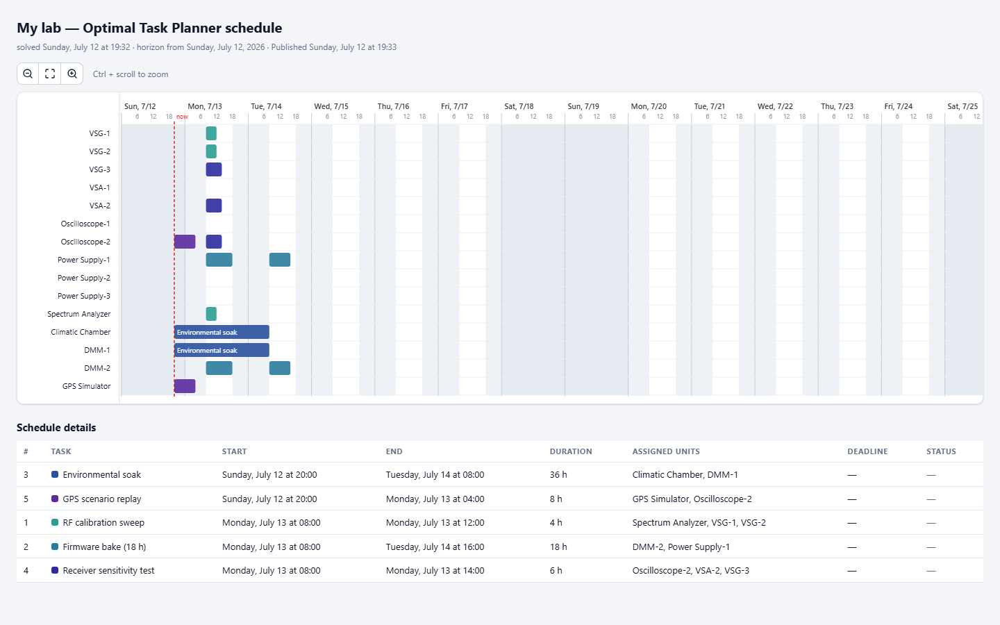 My lab — Optimal Task Planner schedule
solved Sunday, July 12 at 19:32 · horizon from Sunday, July 12, 2026 · Published Sunday, July 12 at 19:33
Ctrl + scroll to zoom
Sun, 7/12 Mon, 7/13 Tue, 7/14 Wed, 7/15 Thu, 7/16 Fri, 7/17 Sat, 7/18 Sun, 7/19 Mon, 7/20 Tue, 7/21 Wed, 7/22 Thu, 7/23 Fri, 7/24 Sat, 7/25
6 12 18 now 6 12 18 6 12 18 6 12 18 6 12 18 6 12 18 6 12 18 6 12 18 6 12 18 6 12 18 6 12 18 6 12 18 6 12 18 6 12
VSG-1
VSG-2
VSG-3
VSA-1
VSA-2
Oscilloscope-1
Oscilloscope-2
Power Supply-1
Power Supply-2
Power Supply-3
Spectrum Analyzer
Climatic Chamber Environmental soak
DMM-1 Environmental soak
DMM-2
GPS Simulator
Schedule details
# TASK START END DURATION ASSIGNED UNITS DEADLINE STATUS
3 Environmental soak Sunday, July 12 at 20:00 Tuesday, July 14 at 08:00 36 h Climatic Chamber, DMM-1 — —
5 GPS scenario replay Sunday, July 12 at 20:00 Monday, July 13 at 04:00 8 h GPS Simulator, Oscilloscope-2 — —
1 RF calibration sweep Monday, July 13 at 08:00 Monday, July 13 at 12:00 4 h Spectrum Analyzer, VSG-1, VSG-2 — —
2 Firmware bake (18 h) Monday, July 13 at 08:00 Tuesday, July 14 at 16:00 18 h DMM-2, Power Supply-1 — —
4 Receiver sensitivity test Monday, July 13 at 08:00 Monday, July 13 at 14:00 6 h Oscilloscope-2, VSA-2, VSG-3 — —